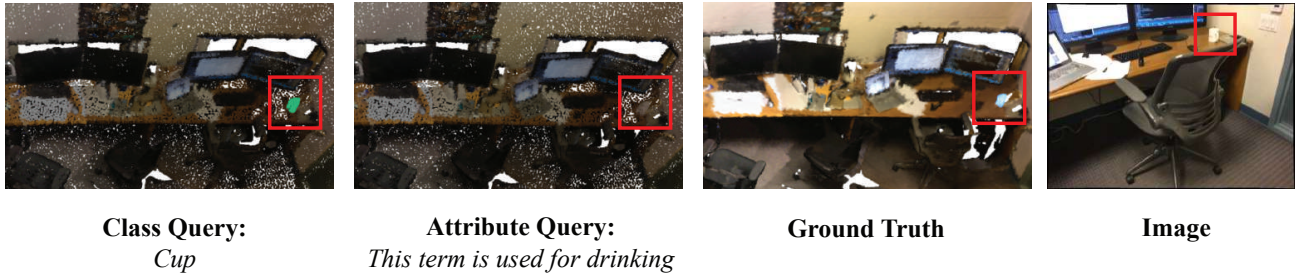 Class Query:
Cup
Attribute Query:
This term is used for drinking
Ground Truth
Image